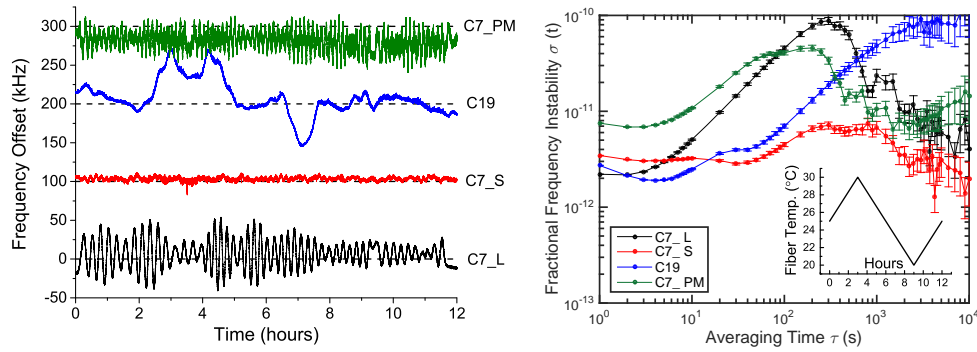 300
250
200
150
100
50
0
-50
0
2
4
6
8
10
12
Frequency Offset (kHz)
Time (hours)
C7_PM
C19
C7_S
C7_L
10^-10
10^-11
10^-12
10^-13
10^0
10^1
10^2
10^3
10^4
Fractional Frequency Instability σ (t)
Averaging Time τ (s)
C7_ L
C7_ S
C19
C7_ PM
30
28
26
24
22
20
0
2
4
6
8
10
12
Fiber Temp. (°C)
Hours